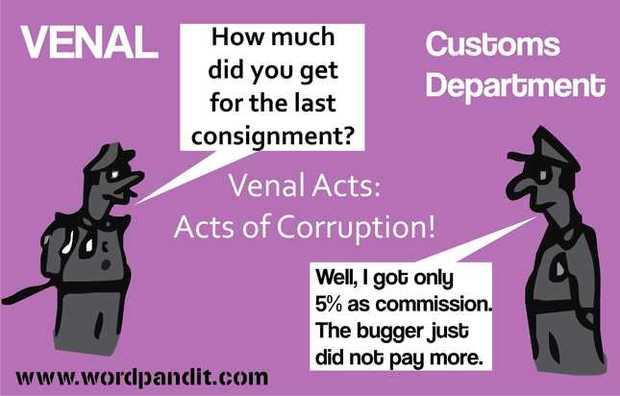 VENAL
How much
did you get
for the last
consignment?
Customs
Department
Venal Acts:
Acts of Corruption!
Well, I got only
5% as commission.
The bugger just
did not pay more.
www.wordpandit.com